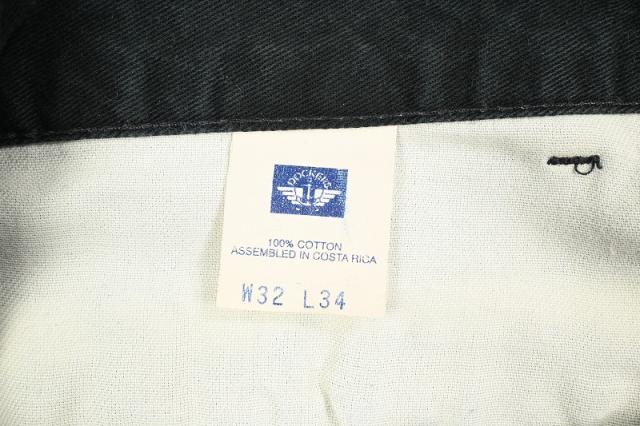 DOCKERS
100% COTTON
ASSEMBLED IN COSTA RICA
W32 L34